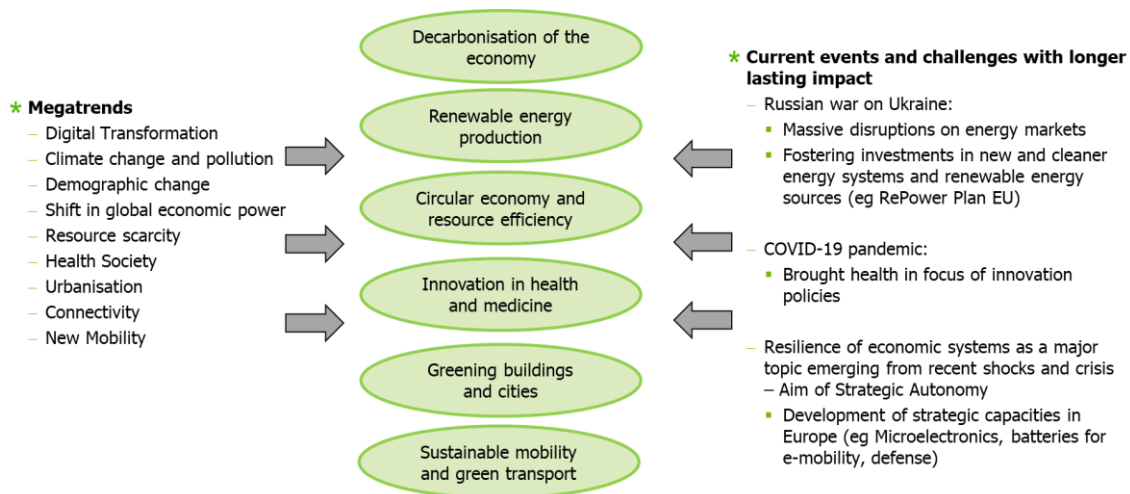 * Megatrends
– Digital Transformation
– Climate change and pollution
– Demographic change
– Shift in global economic power
– Resource scarcity
– Health Society
– Urbanisation
– Connectivity
– New Mobility
Decarbonisation of the
economy
Renewable energy
production
Circular economy and
resource efficiency
Innovation in health
and medicine
Greening buildings
and cities
Sustainable mobility
and green transport
* Current events and challenges with longer
lasting impact
– Russian war on Ukraine:
▪ Massive disruptions on energy markets
▪ Fostering investments in new and cleaner
energy systems and renewable energy
sources (eg RePower Plan EU)
– COVID-19 pandemic:
▪ Brought health in focus of innovation
policies
– Resilience of economic systems as a major
topic emerging from recent shocks and crisis
– Aim of Strategic Autonomy
▪ Development of strategic capacities in
Europe (eg Microelectronics, batteries for
e-mobility, defense)